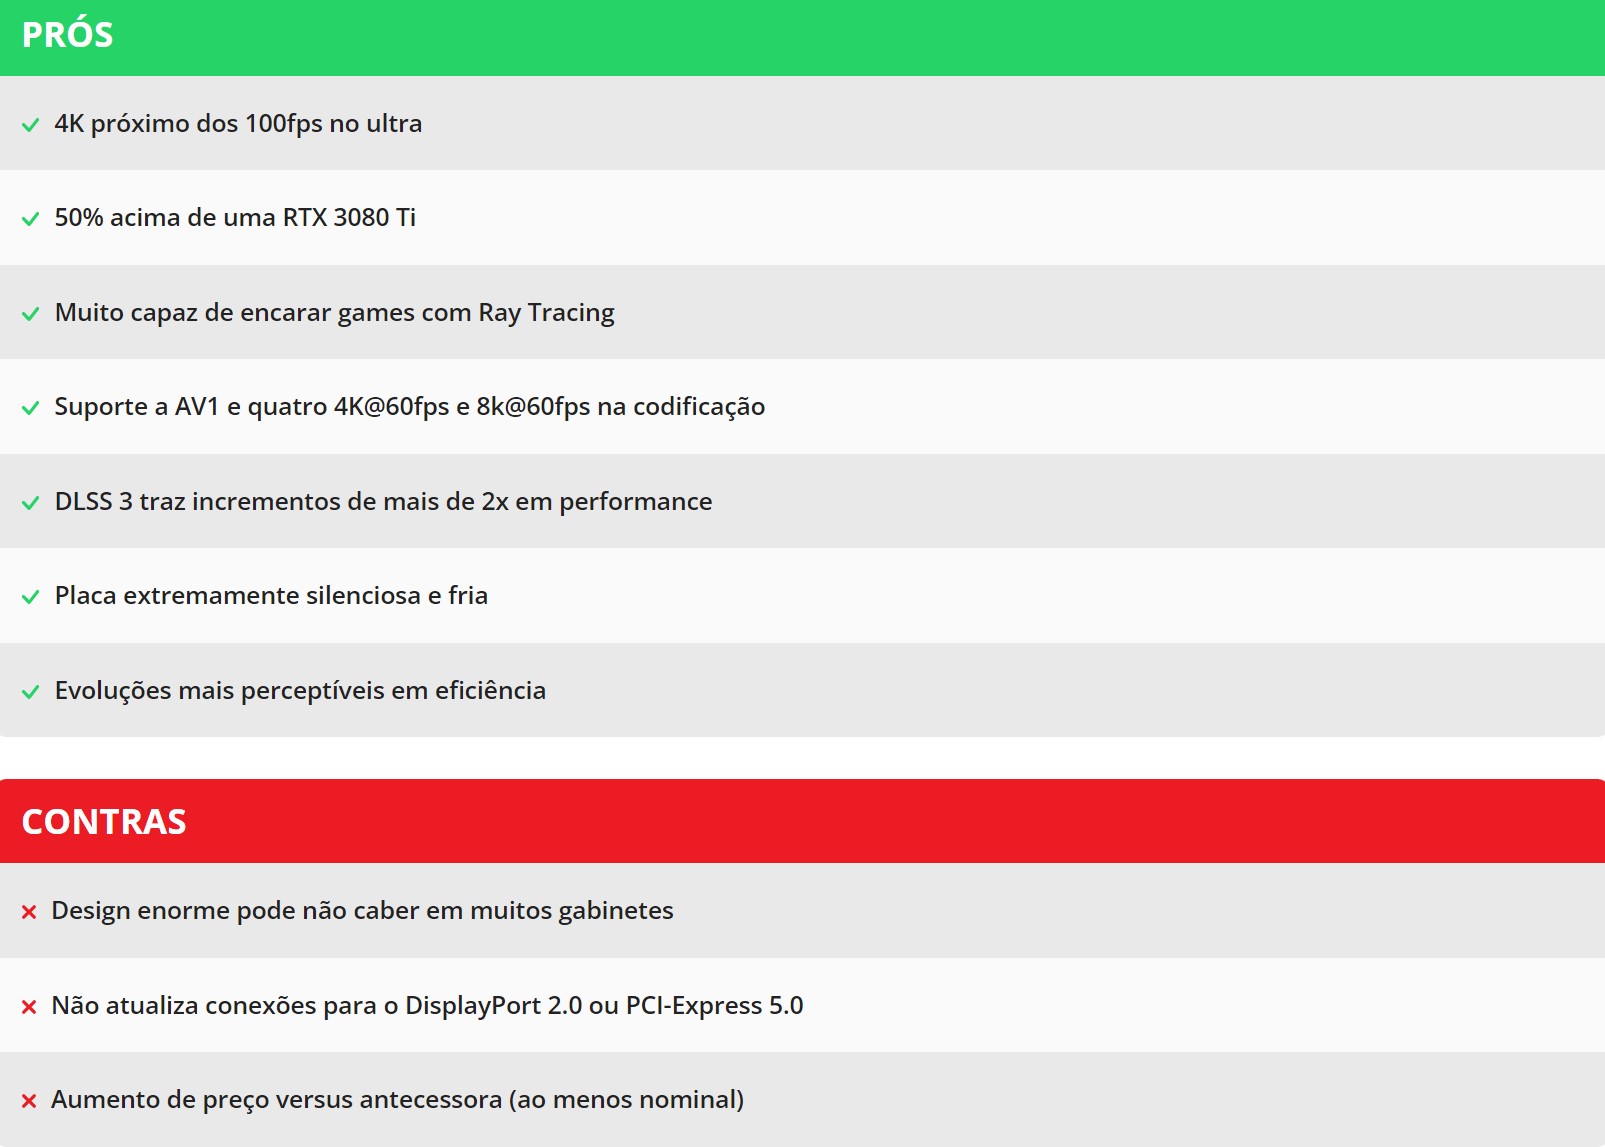 PRÓS
4K próximo dos 100fps no ultra
50% acima de uma RTX 3080 Ti
Muito capaz de encarar games com Ray Tracing
Suporte a AV1 e quatro 4K@60fps e 8k@60fps na codificação
DLSS 3 traz incrementos de mais de 2x em performance
Placa extremamente silenciosa e fria
Evoluções mais perceptíveis em eficiência
CONTRAS
Design enorme pode não caber em muitos gabinetes
Não atualiza conexões para o DisplayPort 2.0 ou PCI-Express 5.0
Aumento de preço versus antecessora (ao menos nominal)